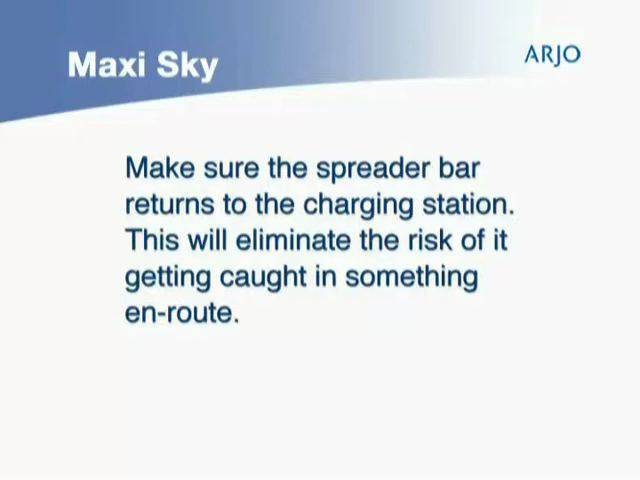 Maxi Sky
ARJO
Make sure the spreader bar
returns to the charging station.
This will eliminate the risk of it
getting caught in something
en-route.